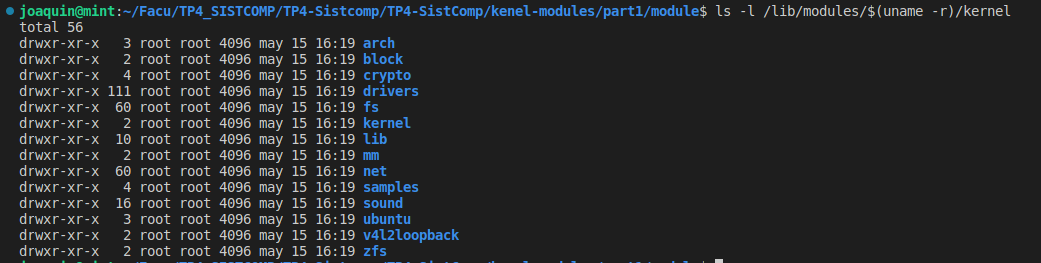 joaquin@mint:~/Facu/TP4_SISTCOMP/TP4-Sistcomp/TP4-SistComp/kenel-modules/part1/module$ ls -l /lib/modules/$(uname -r)/kernel
total 56
drwxr-xr-x   3 root root 4096 may 15 16:19 arch
drwxr-xr-x   2 root root 4096 may 15 16:19 block
drwxr-xr-x   4 root root 4096 may 15 16:19 crypto
drwxr-xr-x 111 root root 4096 may 15 16:19 drivers
drwxr-xr-x  60 root root 4096 may 15 16:19 fs
drwxr-xr-x   2 root root 4096 may 15 16:19 kernel
drwxr-xr-x  10 root root 4096 may 15 16:19 lib
drwxr-xr-x   2 root root 4096 may 15 16:19 mm
drwxr-xr-x  60 root root 4096 may 15 16:19 net
drwxr-xr-x   4 root root 4096 may 15 16:19 samples
drwxr-xr-x  16 root root 4096 may 15 16:19 sound
drwxr-xr-x   3 root root 4096 may 15 16:19 ubuntu
drwxr-xr-x   2 root root 4096 may 15 16:19 v4l2loopback
drwxr-xr-x   2 root root 4096 may 15 16:19 zfs